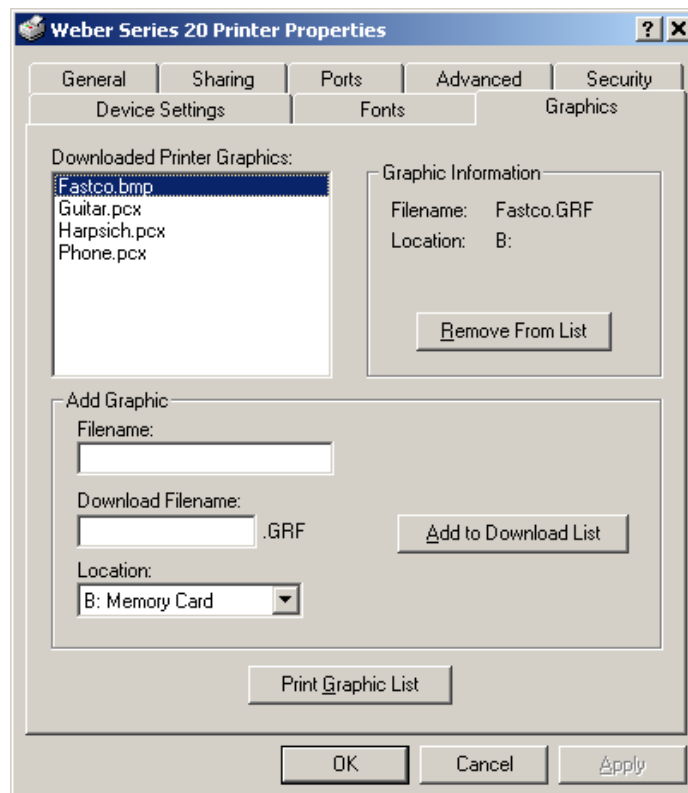 Weber Series 20 Printer Properties
General Sharing Ports Advanced Security
Device Settings Fonts Graphics
Downloaded Printer Graphics:
Fastco.bmp
Guitar.pcx
Harpsich.pcx
Phone.pcx
Graphic Information
Filename: Fastco.GRF
Location: B:
Remove From List
Add Graphic
Filename:
Download Filename:
.GRF
Add to Download List
Location:
B: Memory Card
Print Graphic List
OK Cancel Apply